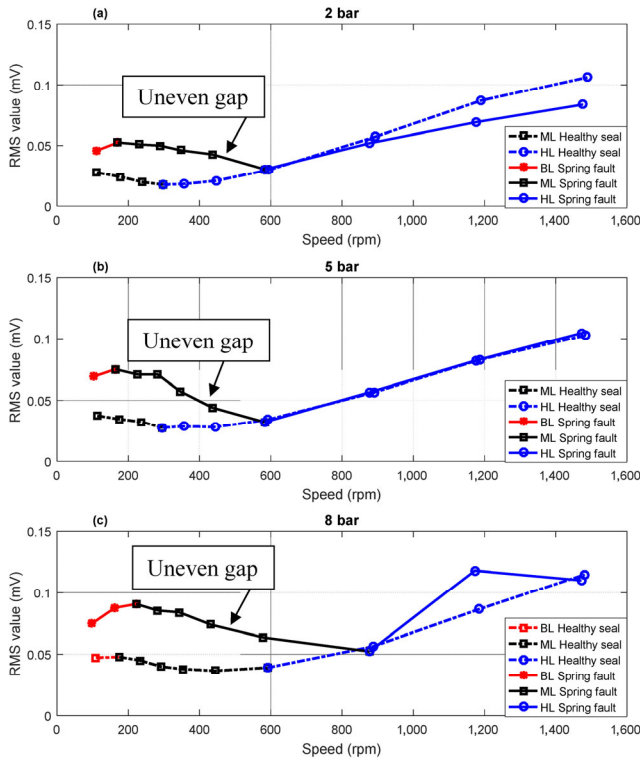 (a) 2 bar
0.15
0.1
0.05
0
RMS value (mV)
Uneven gap
ML Healthy seal
HL Healthy seal
BL Spring fault
ML Spring fault
HL Spring fault
0 200 400 600 800 1,000 1,200 1,400 1,600
Speed (rpm)
(b) 5 bar
0.15
0.1
0.05
0
RMS value (mV)
Uneven gap
ML Healthy seal
HL Healthy seal
BL Spring fault
ML Spring fault
HL Spring fault
0 200 400 600 800 1,000 1,200 1,400 1,600
Speed (rpm)
(c) 8 bar
0.15
0.1
0.05
0
RMS value (mV)
Uneven gap
BL Healthy seal
ML Healthy seal
HL Healthy seal
BL Spring fault
ML Spring fault
HL Spring fault
0 200 400 600 800 1,000 1,200 1,400 1,600
Speed (rpm)